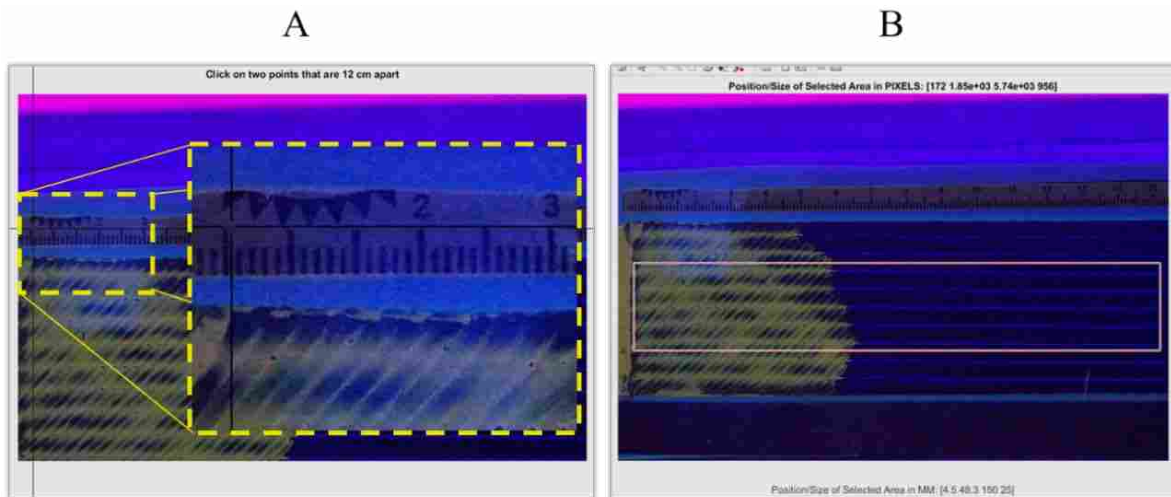 A
B
Click on two points that are 12 cm apart
2
3
Position/Size of Selected Area in PIXELS: [172 1.85e+03 5.74e+03 956]
Position/Size of Selected Area in MM: [4.5 48.3 150 25]